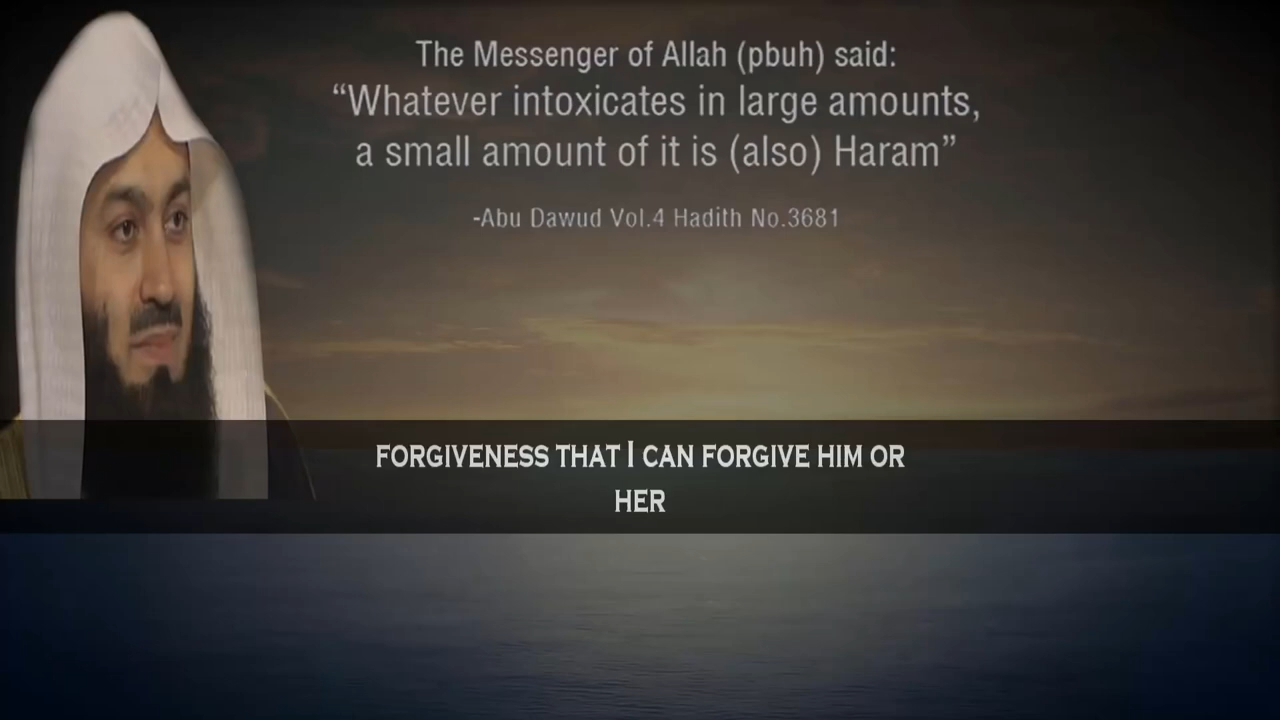 The Messenger of Allah (pbuh) said:
“Whatever intoxicates in large amounts,
a small amount of it is (also) Haram”
-Abu Dawud Vol.4 Hadith No.3681
FORGIVENESS THAT I CAN FORGIVE HIM OR
HER